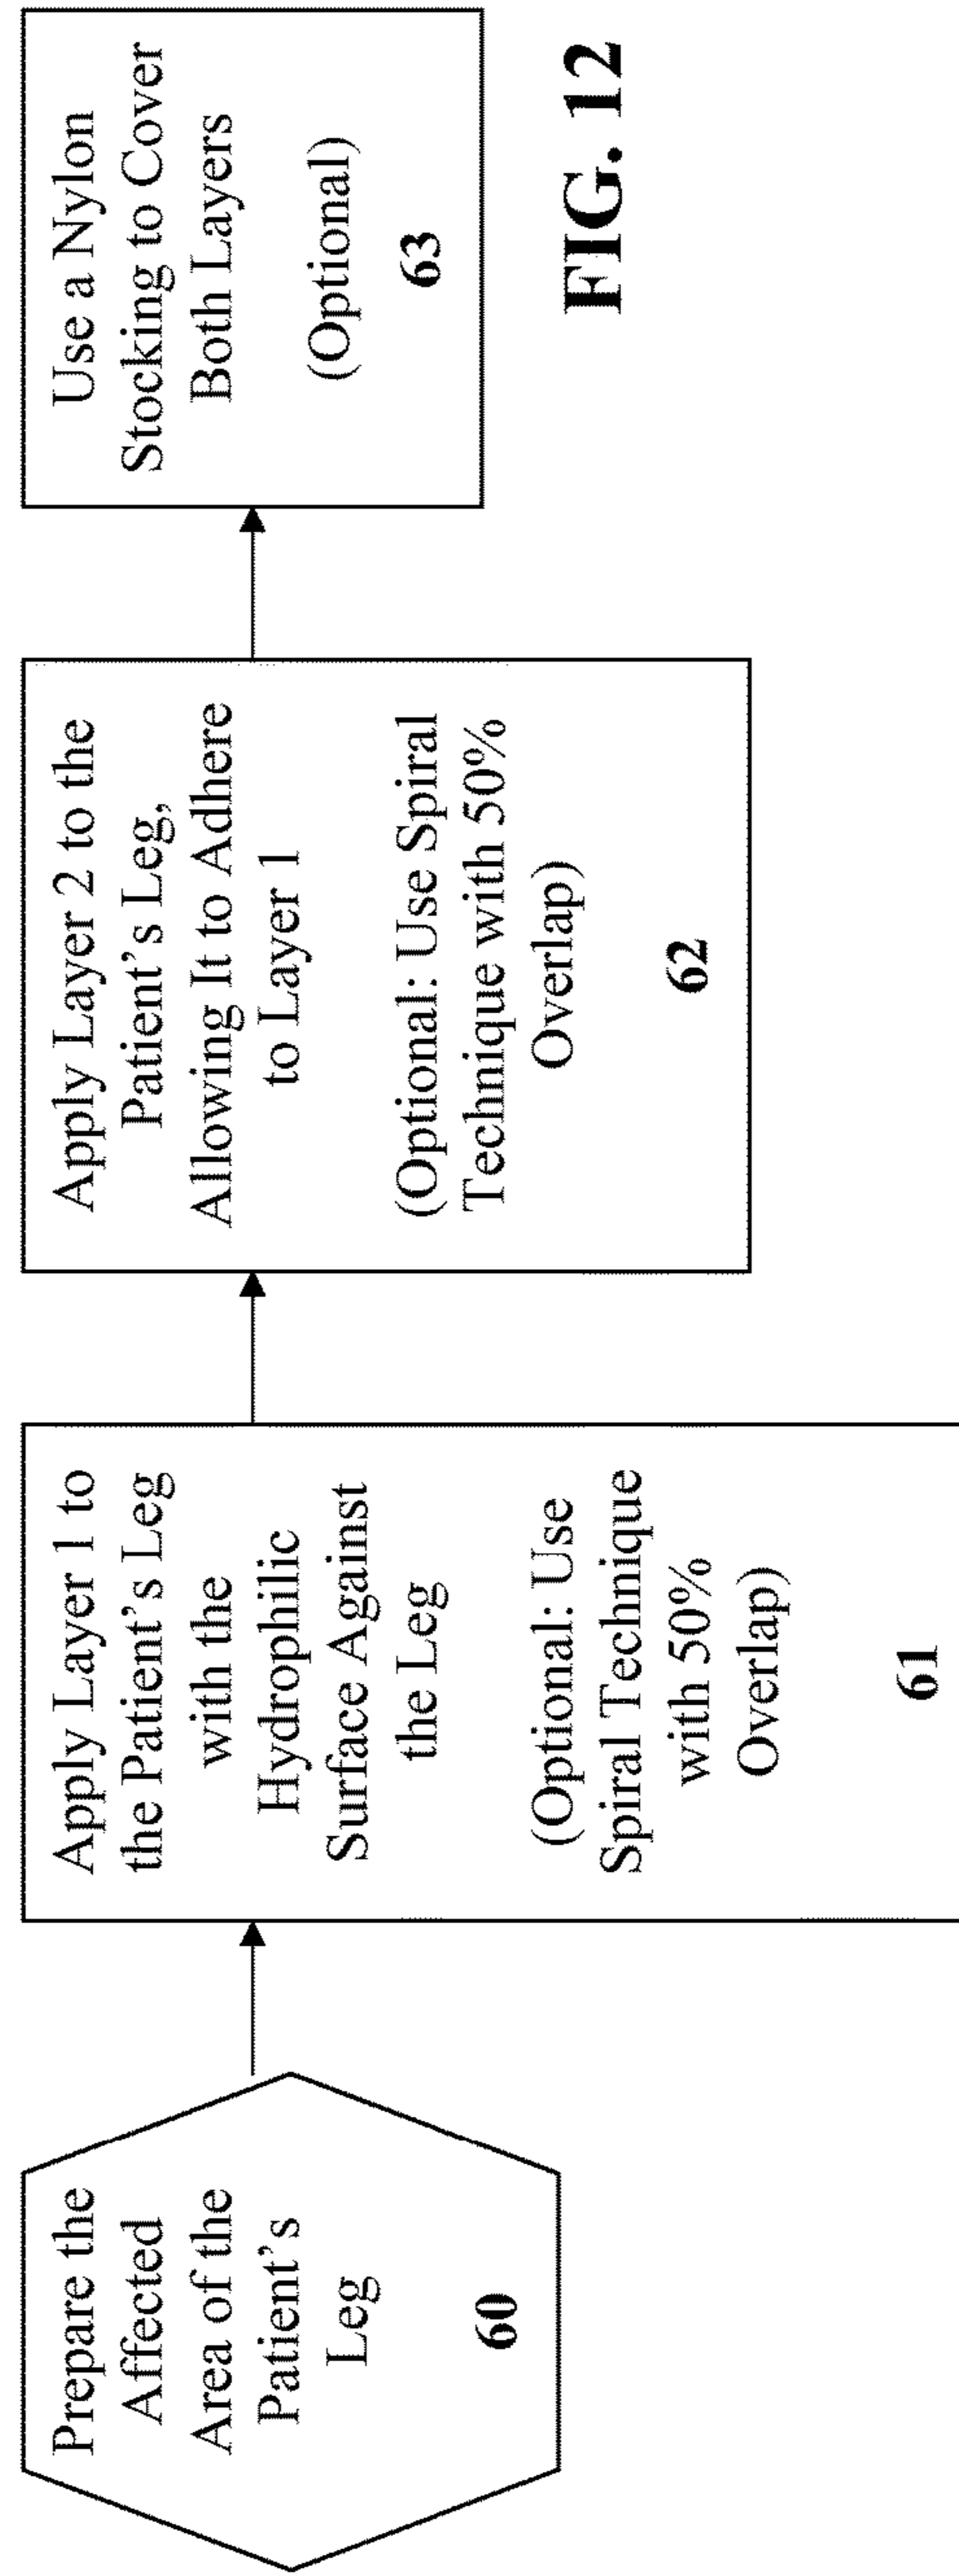 Prepare the
Affected
Area of the
Patient's
Leg
60
Apply Layer 1 to
the Patient's Leg
with the
Hydrophilic
Surface Against
the Leg
(Optional: Use
Spiral Technique
with 50%
Overlap)
61
Apply Layer 2 to the
Patient's Leg,
Allowing It to Adhere
to Layer 1
(Optional: Use Spiral
Technique with 50%
Overlap)
62
Use a Nylon
Stocking to Cover
Both Layers
(Optional)
63
FIG. 12